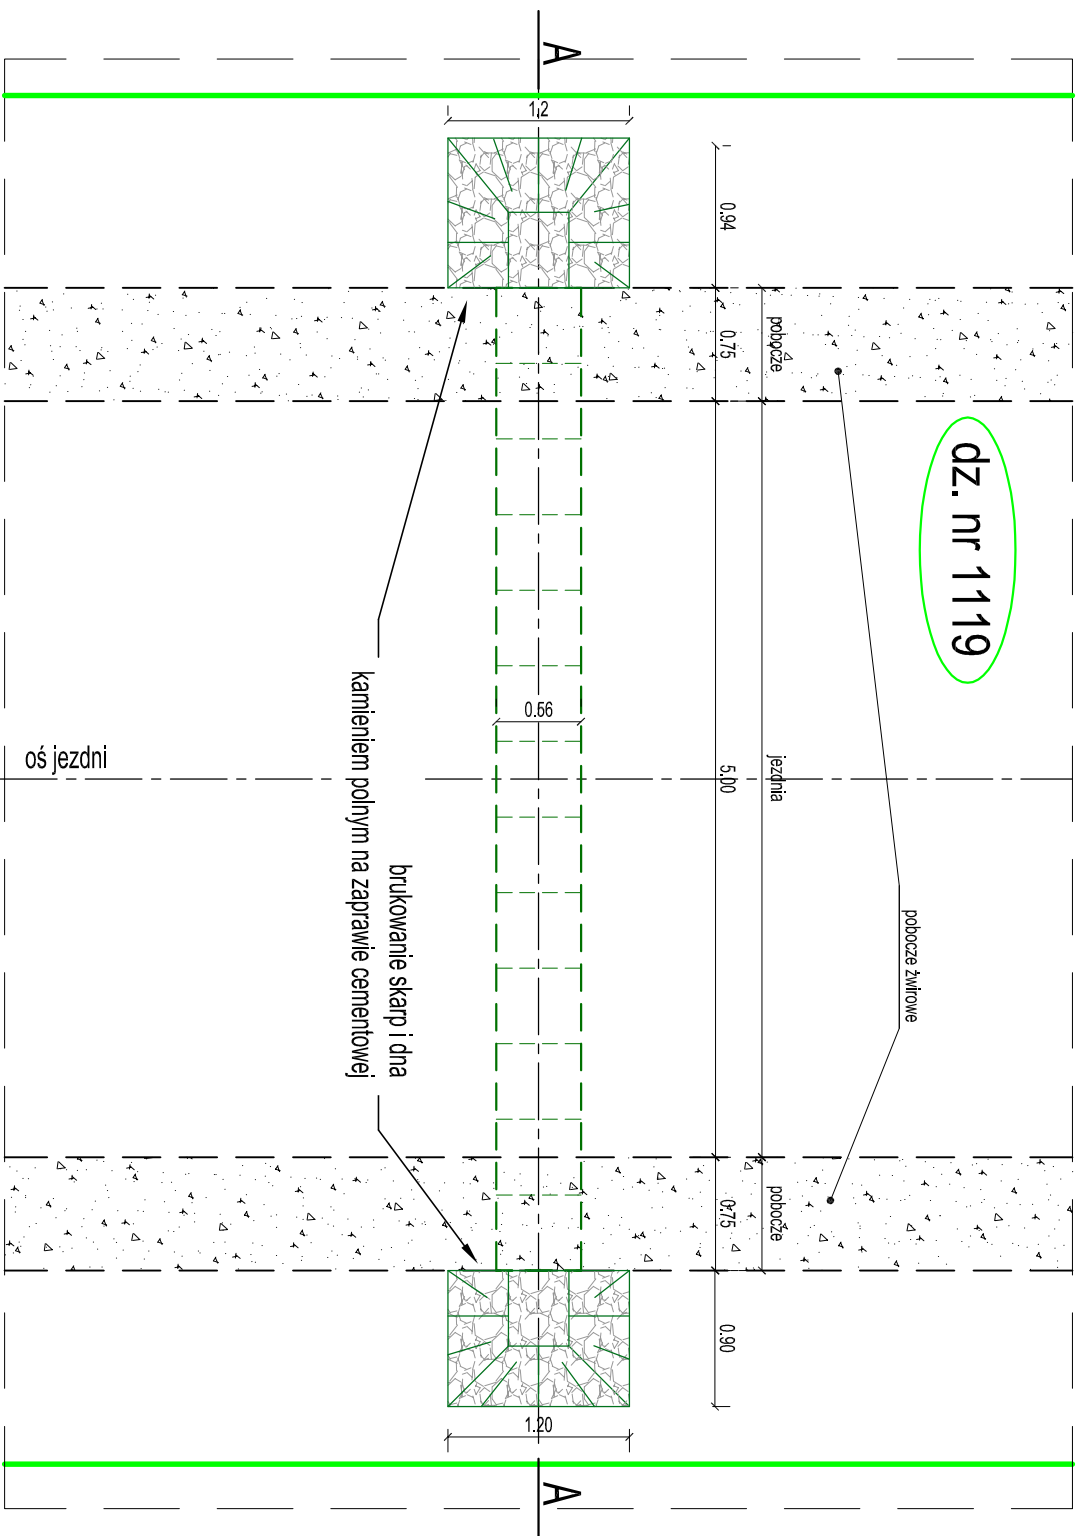 A
1,2
0.94
pobocze
0.75
dz. nr 1119
0.56
jezdnia
5.00
oś jezdni
brukowanie skarp i dna
kamieniem polnym na zaprawie cementowej
pobocze żwirowe
pobocze
0.75
0.90
1.20
A